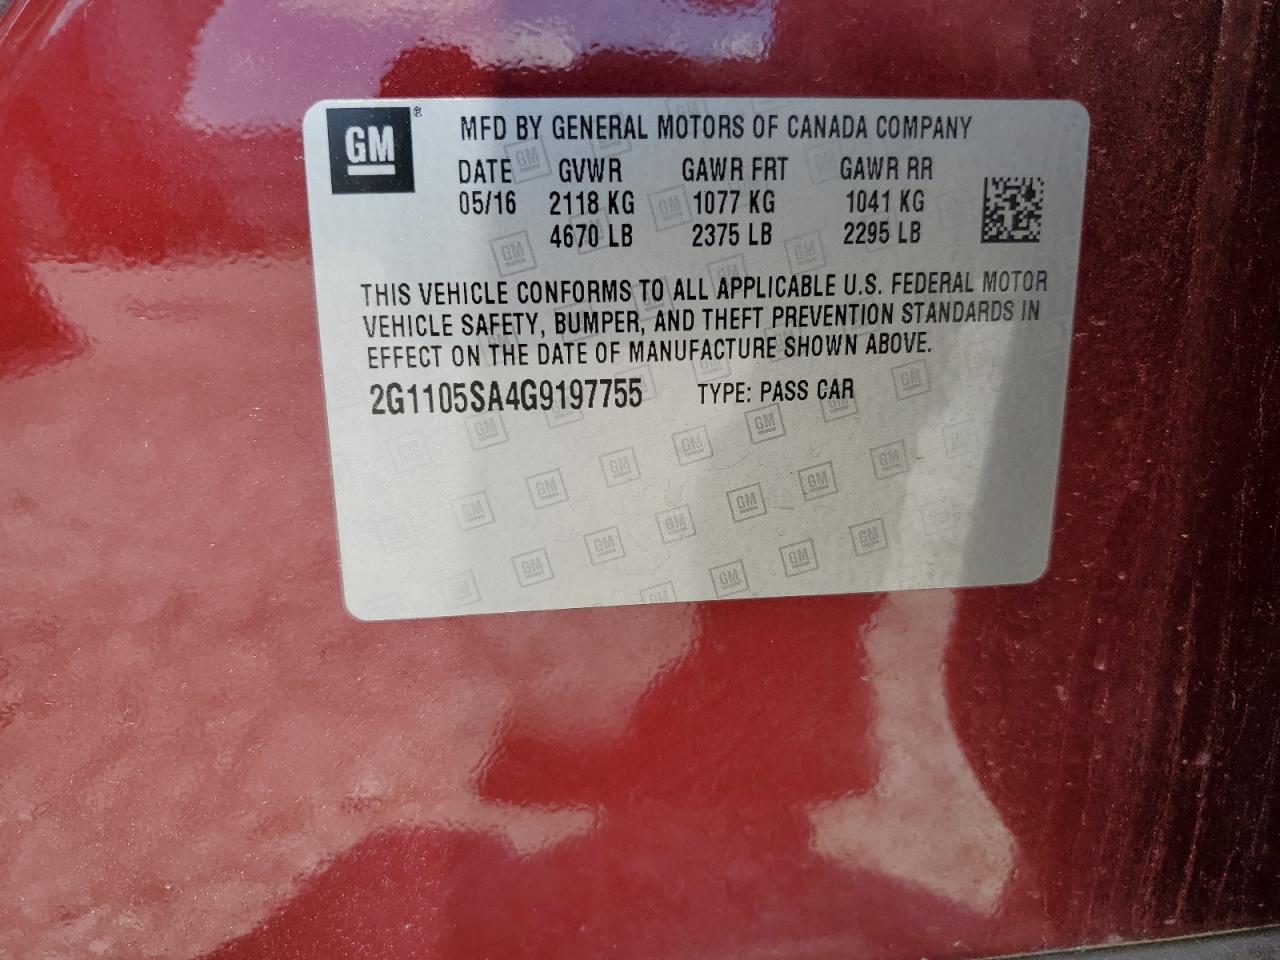 GM ®
MFD BY GENERAL MOTORS OF CANADA COMPANY
DATE GVWR GAWR FRT GAWR RR
05/16 2118 KG 1077 KG 1041 KG
4670 LB 2375 LB 2295 LB
THIS VEHICLE CONFORMS TO ALL APPLICABLE U.S. FEDERAL MOTOR
VEHICLE SAFETY, BUMPER, AND THEFT PREVENTION STANDARDS IN
EFFECT ON THE DATE OF MANUFACTURE SHOWN ABOVE.
2G1105SA4G9197755 TYPE: PASS CAR